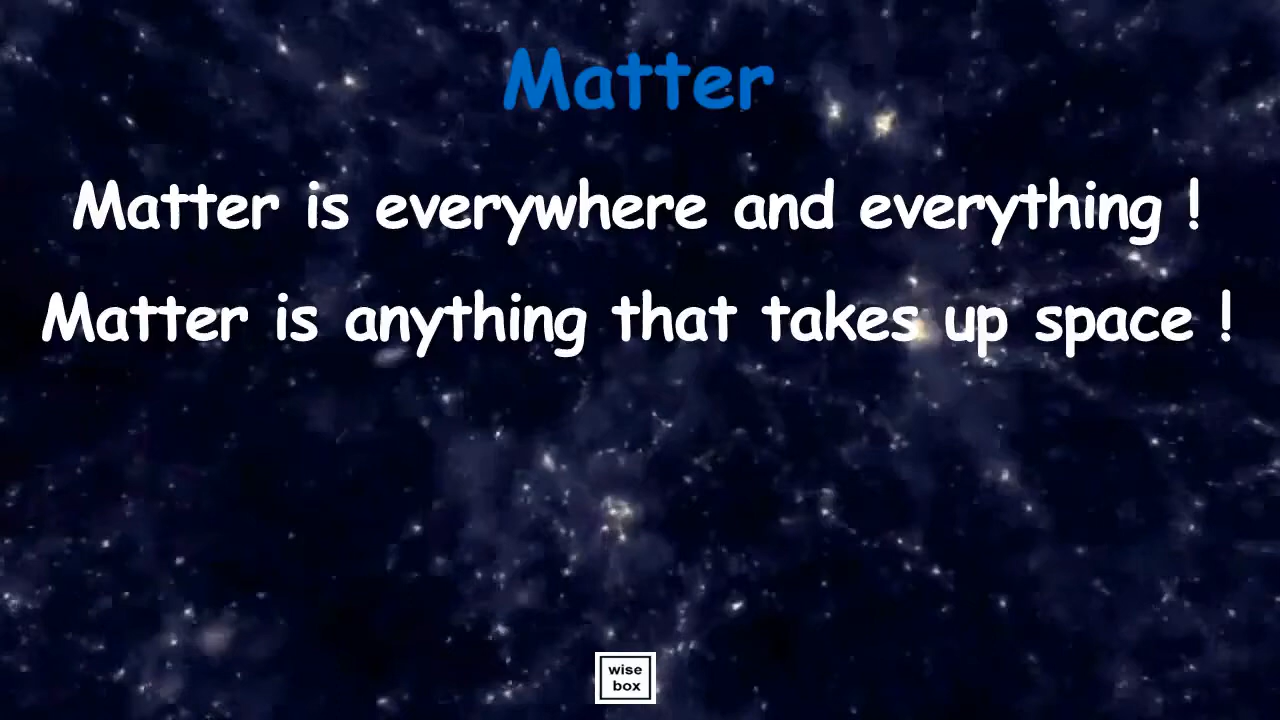 Matter
Matter is everywhere and everything !
Matter is anything that takes up space !
wise
box